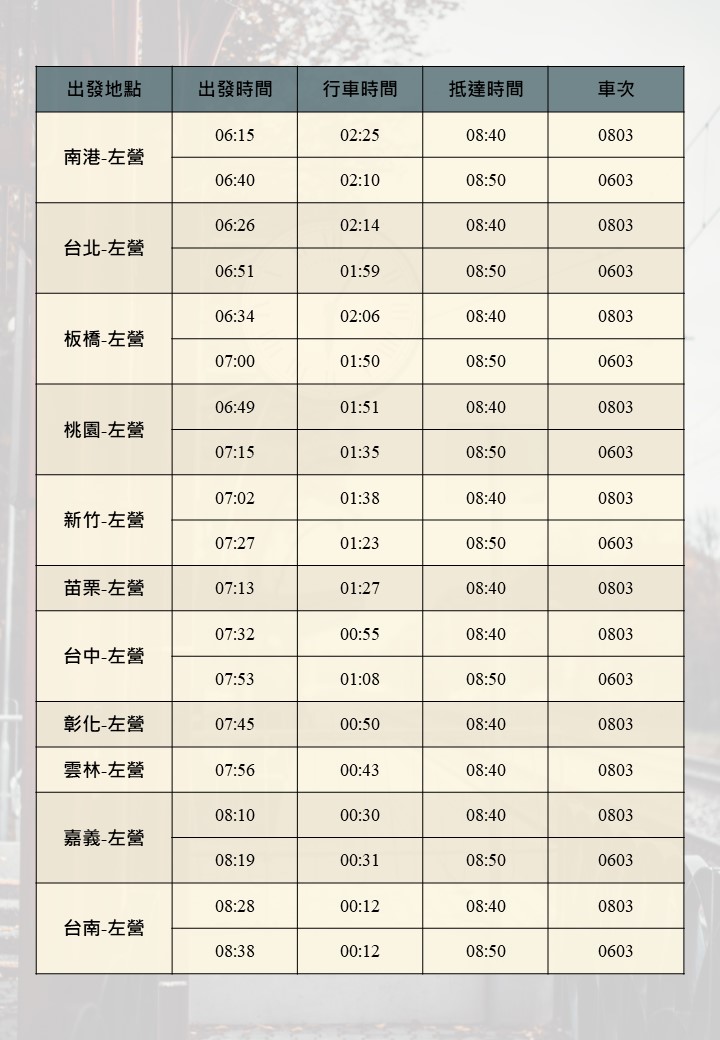 出發地點 出發時間 行車時間 抵達時間 車次
南港-左營 06:15 02:25 08:40 0803
06:40 02:10 08:50 0603
台北-左營 06:26 02:14 08:40 0803
06:51 01:59 08:50 0603
板橋-左營 06:34 02:06 08:40 0803
07:00 01:50 08:50 0603
桃園-左營 06:49 01:51 08:40 0803
07:15 01:35 08:50 0603
新竹-左營 07:02 01:38 08:40 0803
07:27 01:23 08:50 0603
苗栗-左營 07:13 01:27 08:40 0803
台中-左營 07:32 00:55 08:40 0803
07:53 01:08 08:50 0603
彰化-左營 07:45 00:50 08:40 0803
雲林-左營 07:56 00:43 08:40 0803
嘉義-左營 08:10 00:30 08:40 0803
08:19 00:31 08:50 0603
台南-左營 08:28 00:12 08:40 0803
08:38 00:12 08:50 0603